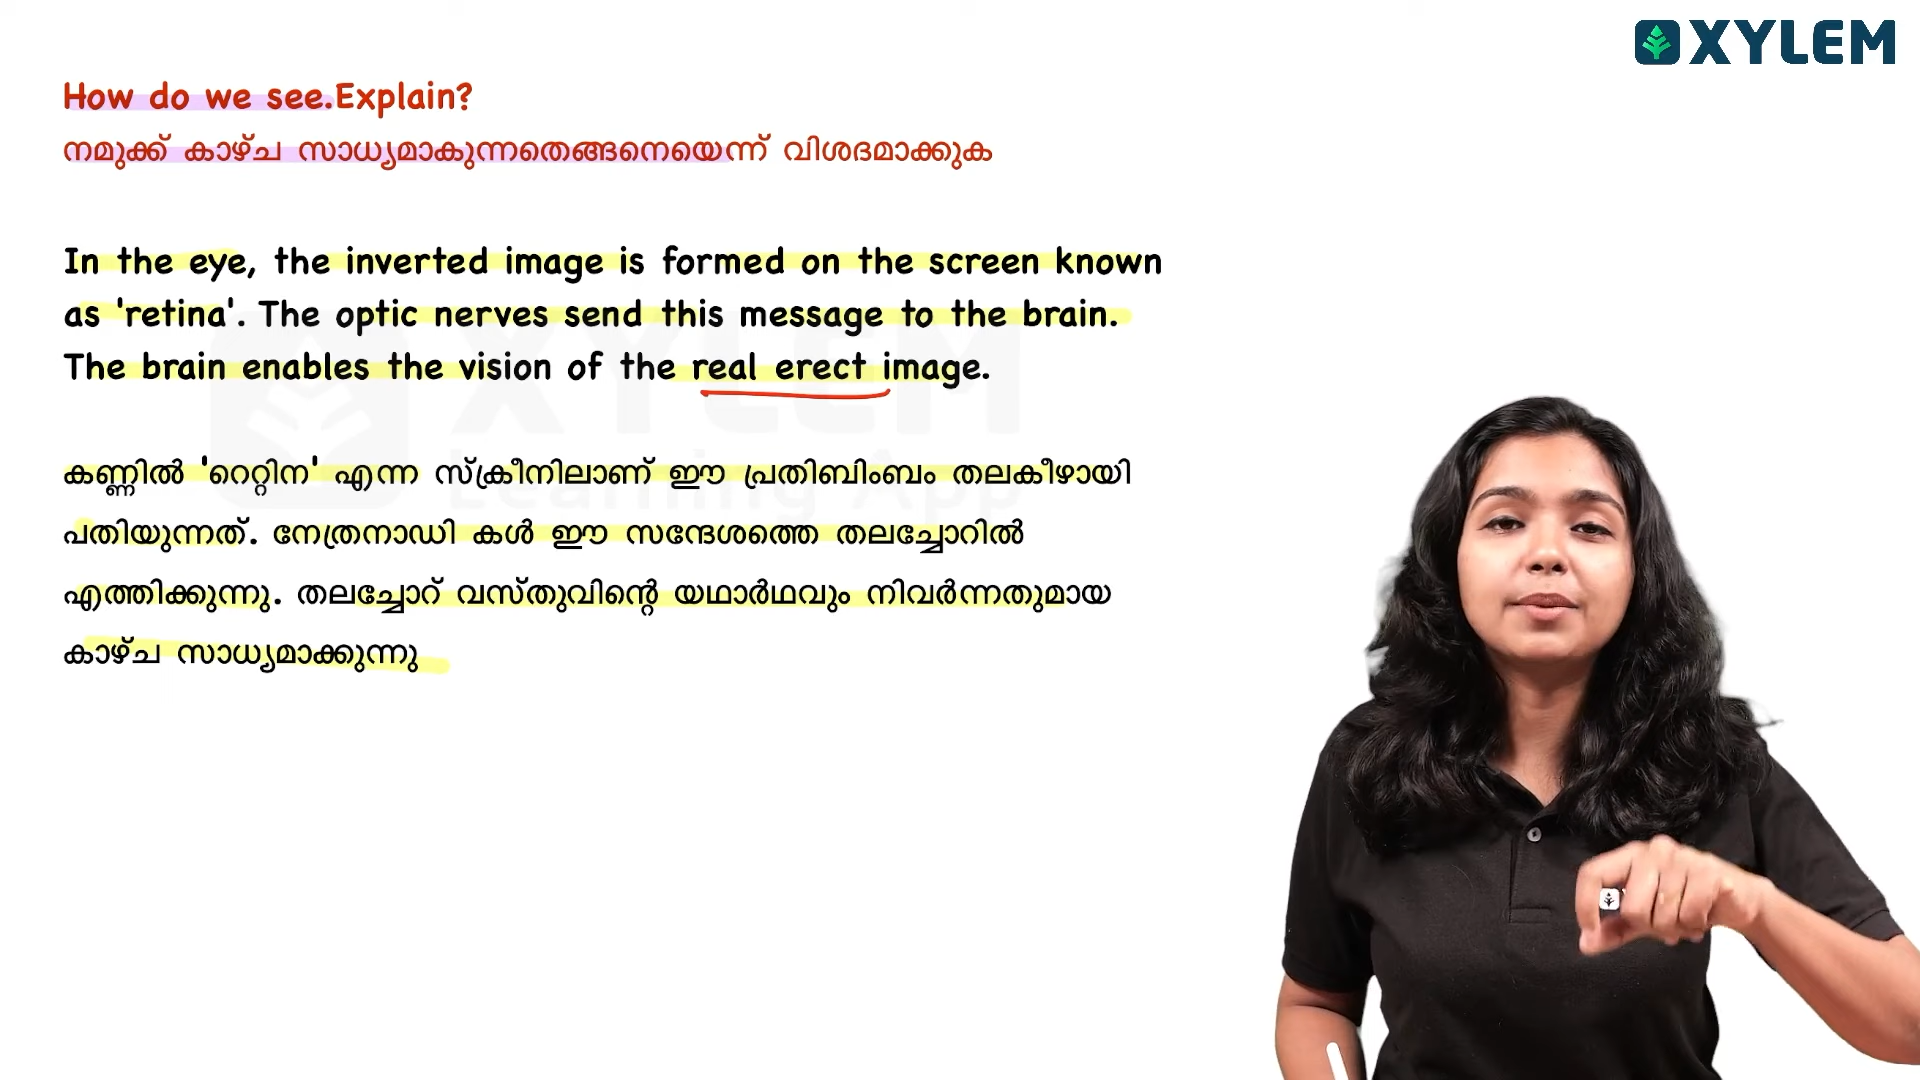 XYLEM
How do we see.Explain?
നമുക്ക് കാഴ്ച സാധ്യമാകുന്നതെങ്ങനെയെന്ന് വിശദമാക്കുക
In the eye, the inverted image is formed on the screen known
as 'retina'. The optic nerves send this message to the brain.
The brain enables the vision of the real erect image.
XYLEM
Learning App
കണ്ണിൽ 'റെറ്റിന' എന്ന സ്ക്രീനിലാണ് ഈ പ്രതിബിംബം തലകീഴായി
പതിയുന്നത്. നേത്രനാഡി കൾ ഈ സന്ദേശത്തെ തലച്ചോറിൽ
എത്തിക്കുന്നു. തലച്ചോറ് വസ്തുവിന്റെ യഥാർഥവും നിവർന്നതുമായ
കാഴ്ച സാധ്യമാക്കുന്നു